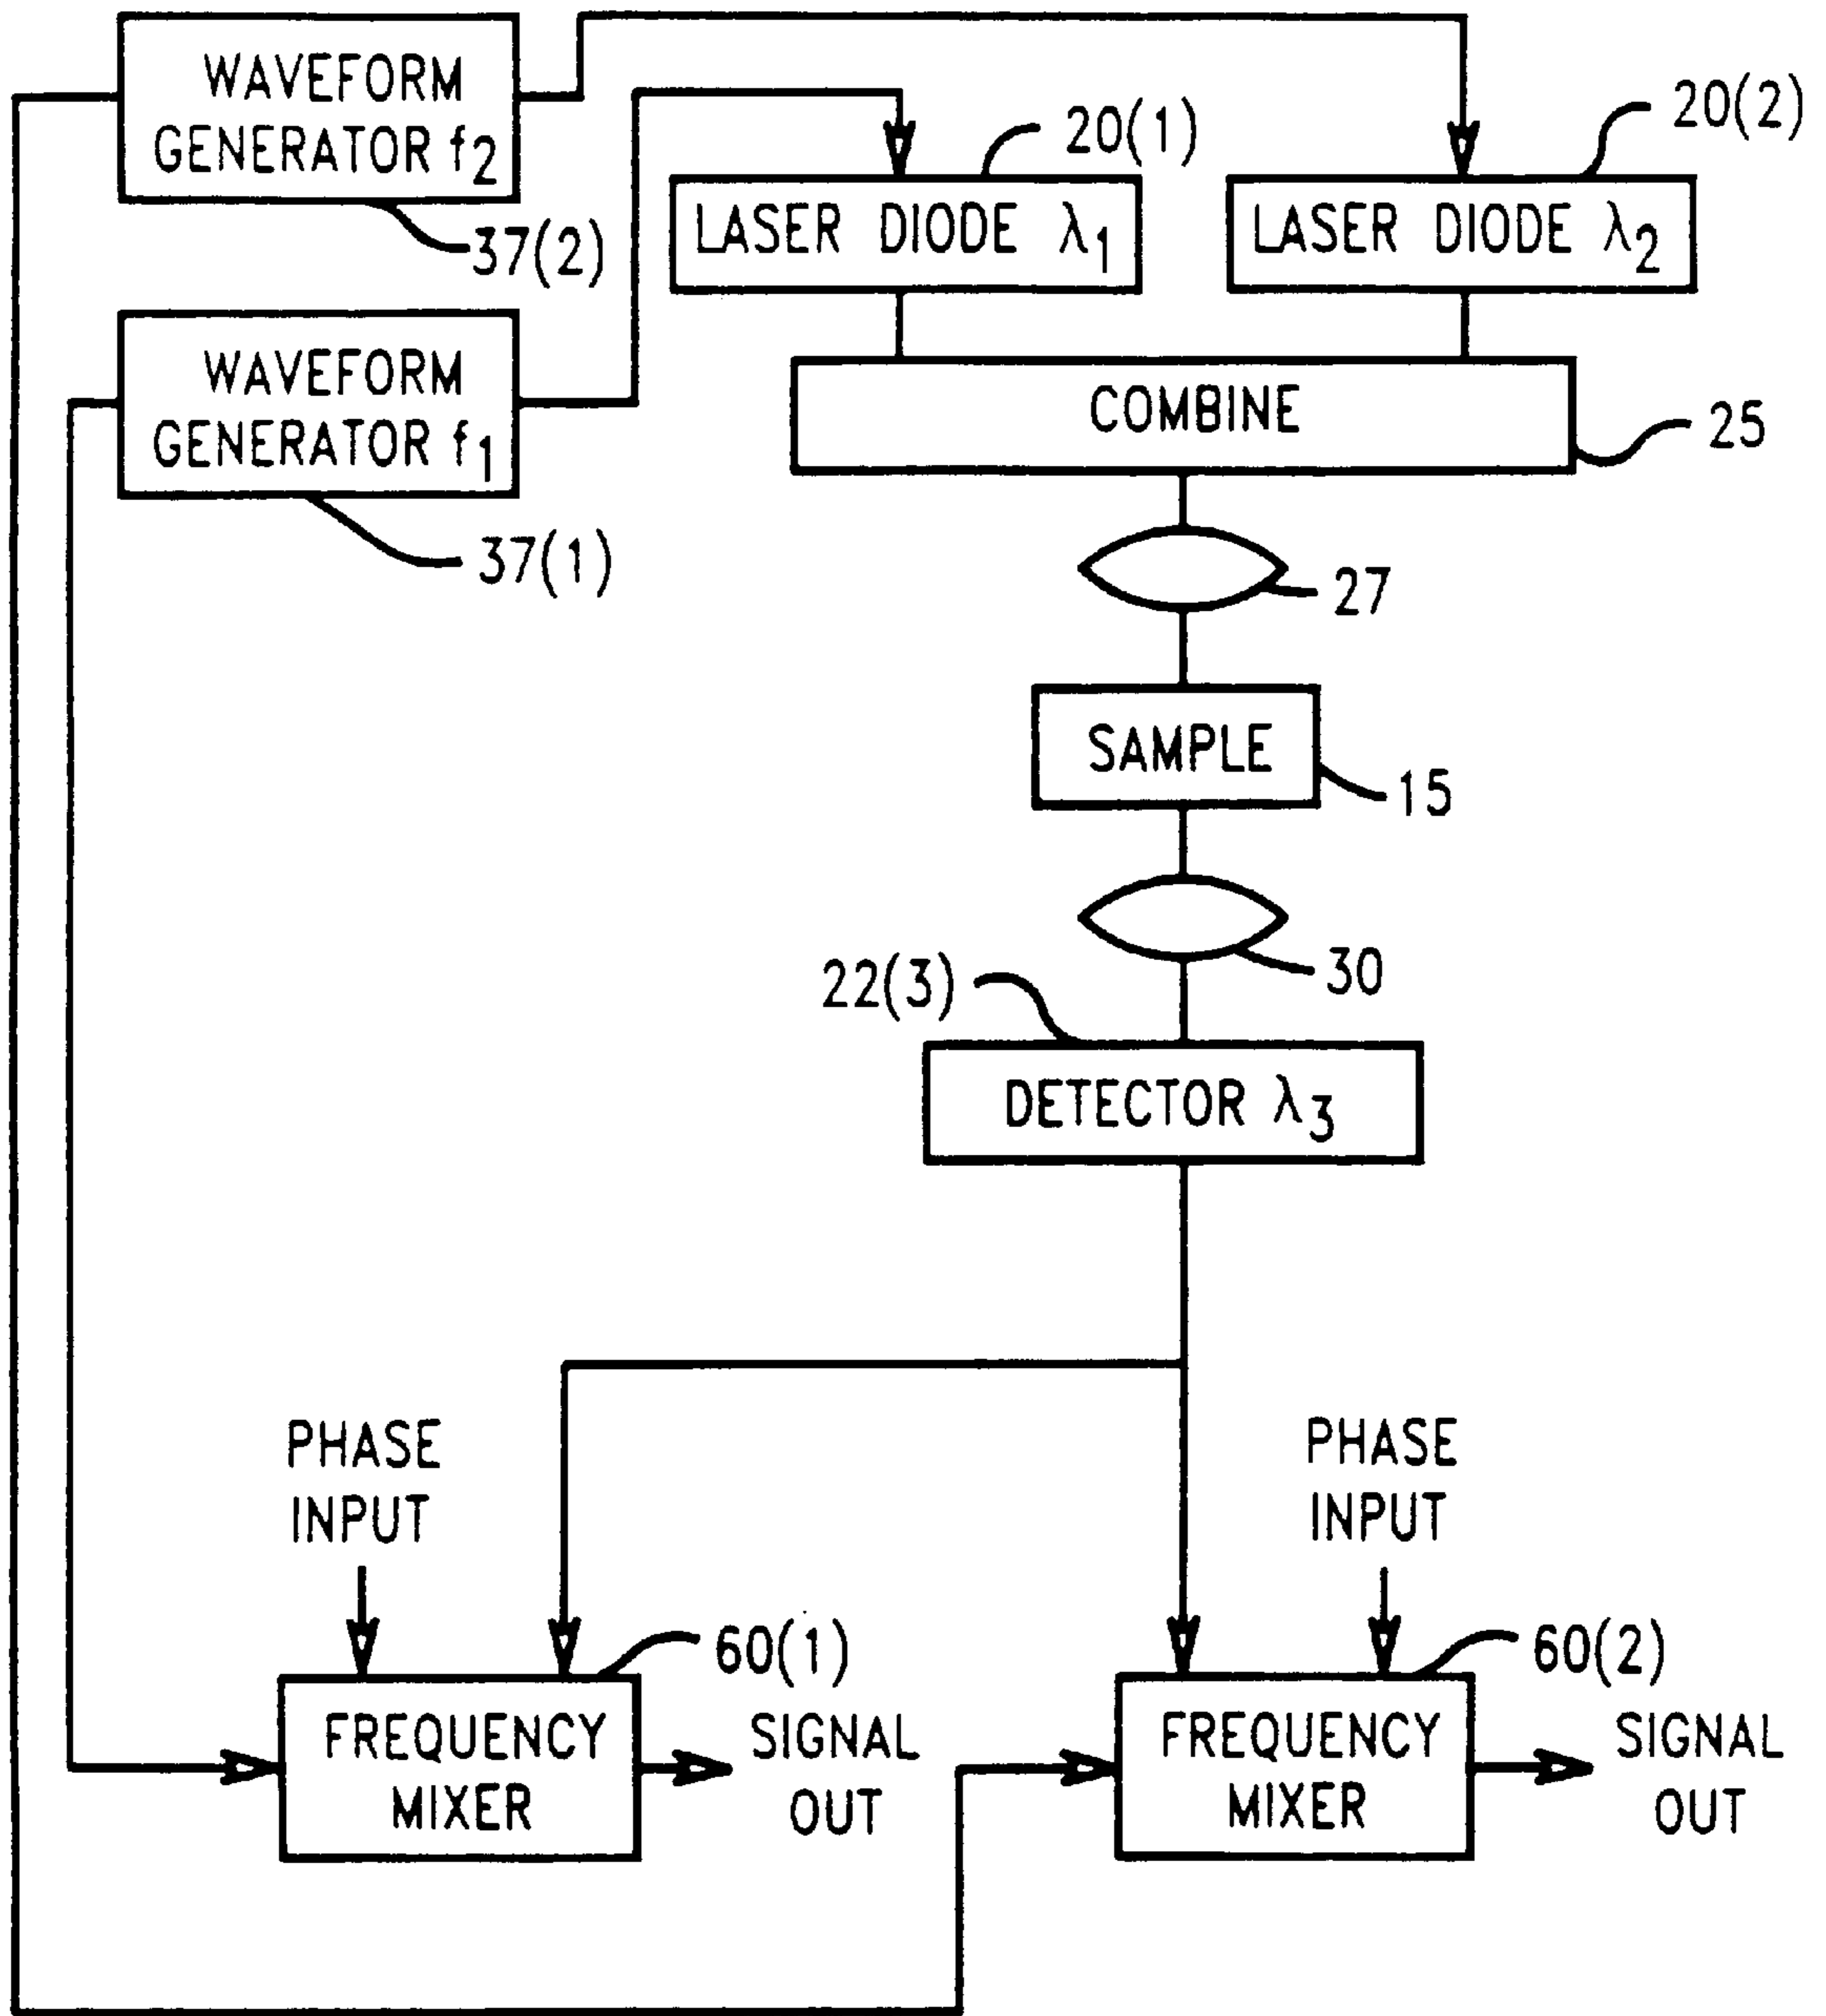 WAVEFORM
GENERATOR f2
37(2)
20(1)
20(2)
LASER DIODE λ1
LASER DIODE λ2
WAVEFORM
GENERATOR f1
37(1)
COMBINE
25
27
SAMPLE
15
30
22(3)
DETECTOR λ3
PHASE
INPUT
PHASE
INPUT
60(1)
60(2)
FREQUENCY
MIXER
SIGNAL
OUT
FREQUENCY
MIXER
SIGNAL
OUT